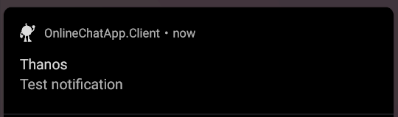 OnlineChatApp.Client • now
Thanos
Test notification